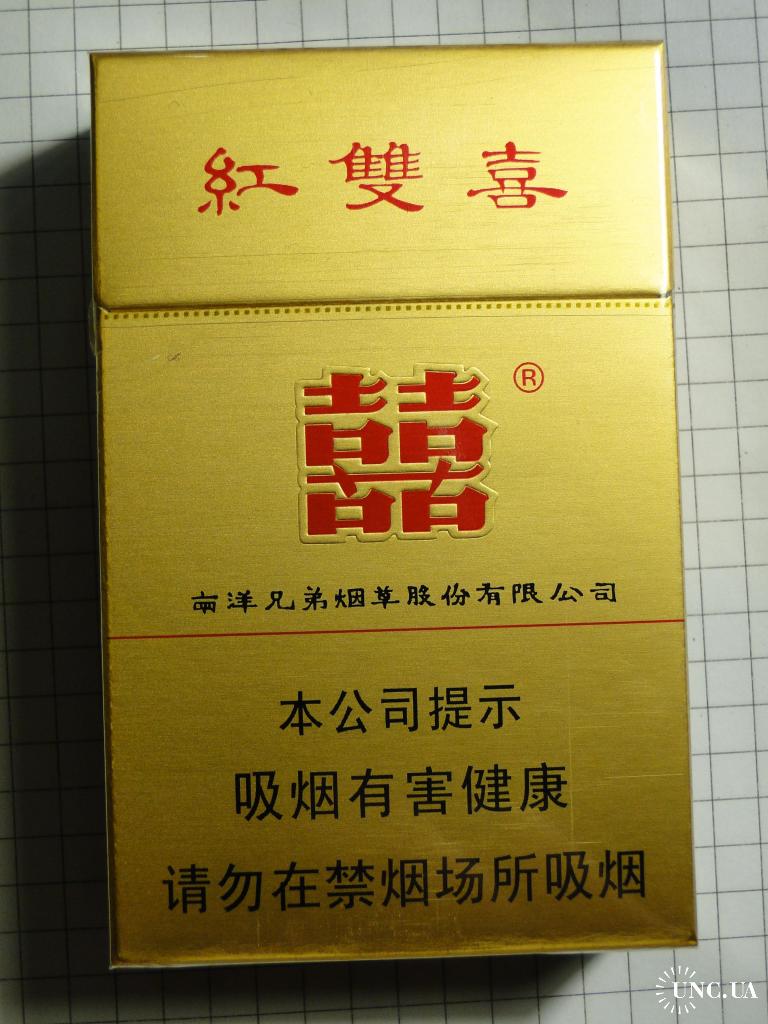 紅雙喜
囍
®
南洋兄弟烟草股份有限公司
本公司提示
吸烟有害健康
请勿在禁烟场所吸烟
UNC.UA